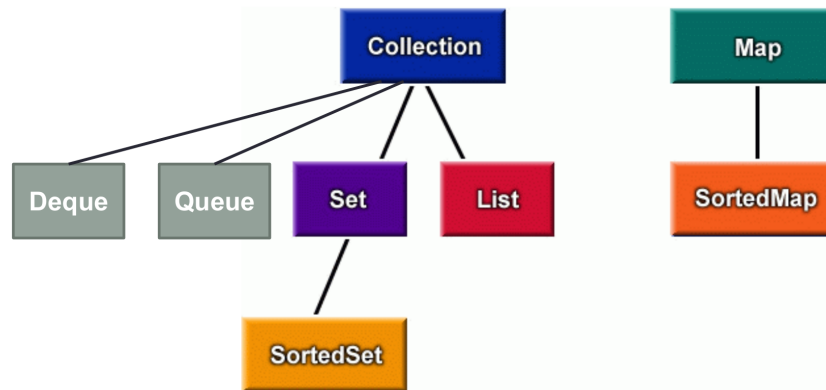 Collection
Map
Deque
Queue
Set
List
SortedMap
SortedSet